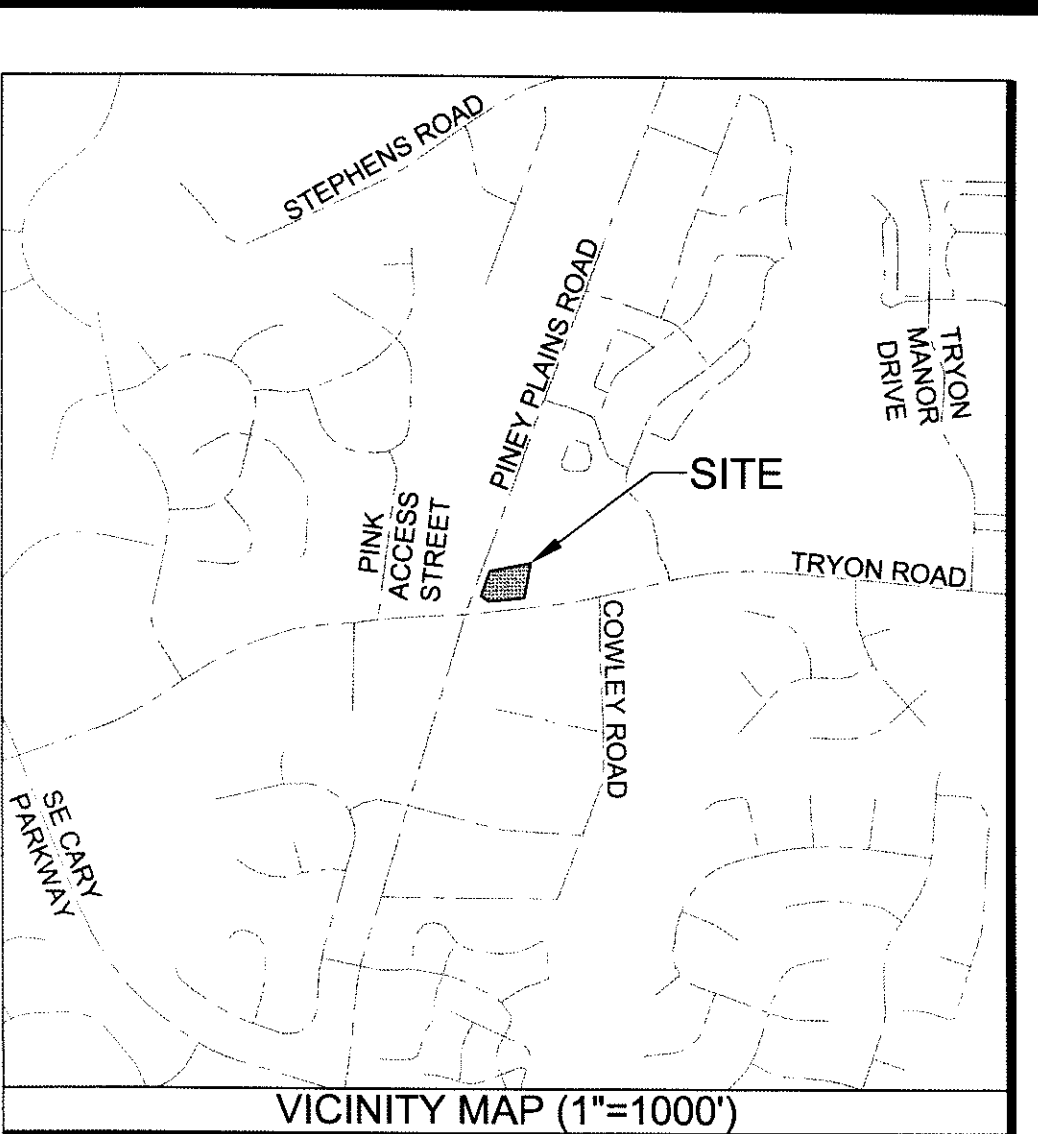 STEPHENS ROAD
PINEY PLAINS ROAD
TRYON
MANOR
DRIVE
SITE
PINK
ACCESS
STREET
TRYON ROAD
COWLEY ROAD
SE CARY
PARKWAY
VICINITY MAP (1"=1000')